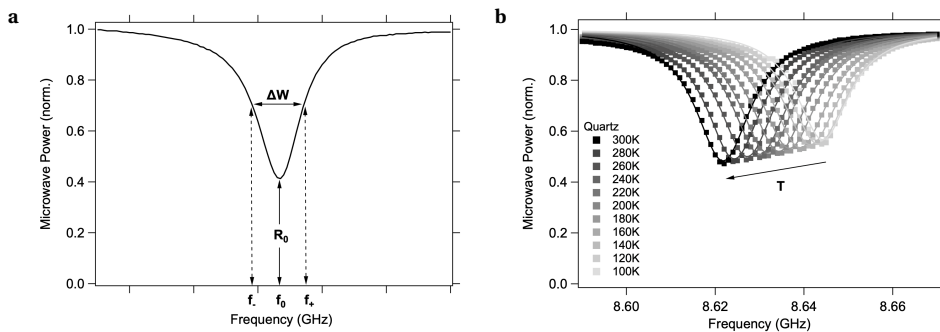 a
Microwave Power (norm.)
1.0
0.8
0.6
0.4
0.2
0.0
ΔW
R₀
f₋ f₀ f₊
Frequency (GHz)
b
Microwave Power (norm.)
1.0
0.8
0.6
0.4
0.2
0.0
Quartz
300K
280K
260K
240K
220K
200K
180K
160K
140K
120K
100K
T
8.60 8.62 8.64 8.66
Frequency (GHz)